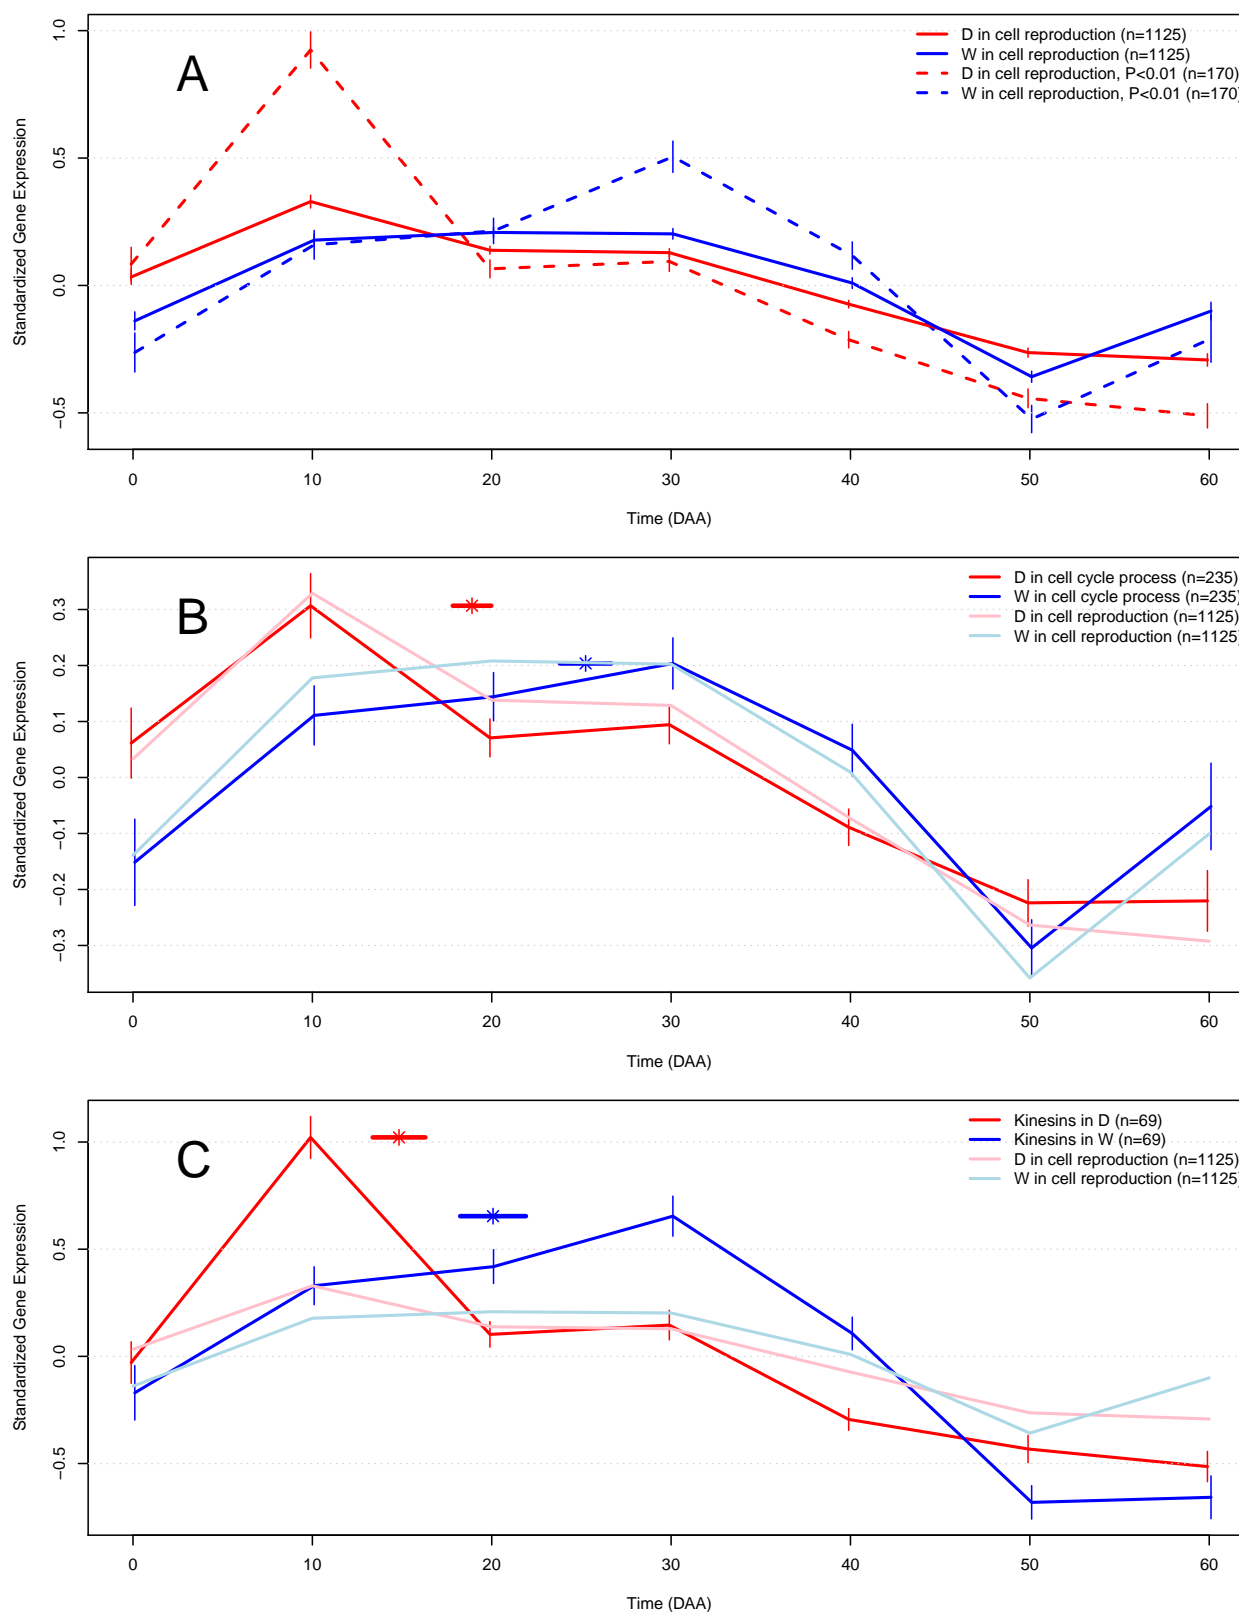 A
D in cell reproduction (n=1125)
W in cell reproduction (n=1125)
D in cell reproduction, P<0.01 (n=170)
W in cell reproduction, P<0.01 (n=170)
Standardized Gene Expression
1.0
0.5
0.0
−0.5
0 10 20 30 40 50 60
Time (DAA)
B
D in cell cycle process (n=235)
W in cell cycle process (n=235)
D in cell reproduction (n=1125)
W in cell reproduction (n=1125)
Standardized Gene Expression
0.3
0.2
0.1
0.0
−0.1
−0.2
−0.3
0 10 20 30 40 50 60
Time (DAA)
C
Kinesins in D (n=69)
Kinesins in W (n=69)
D in cell reproduction (n=1125)
W in cell reproduction (n=1125)
Standardized Gene Expression
1.0
0.5
0.0
−0.5
0 10 20 30 40 50 60
Time (DAA)